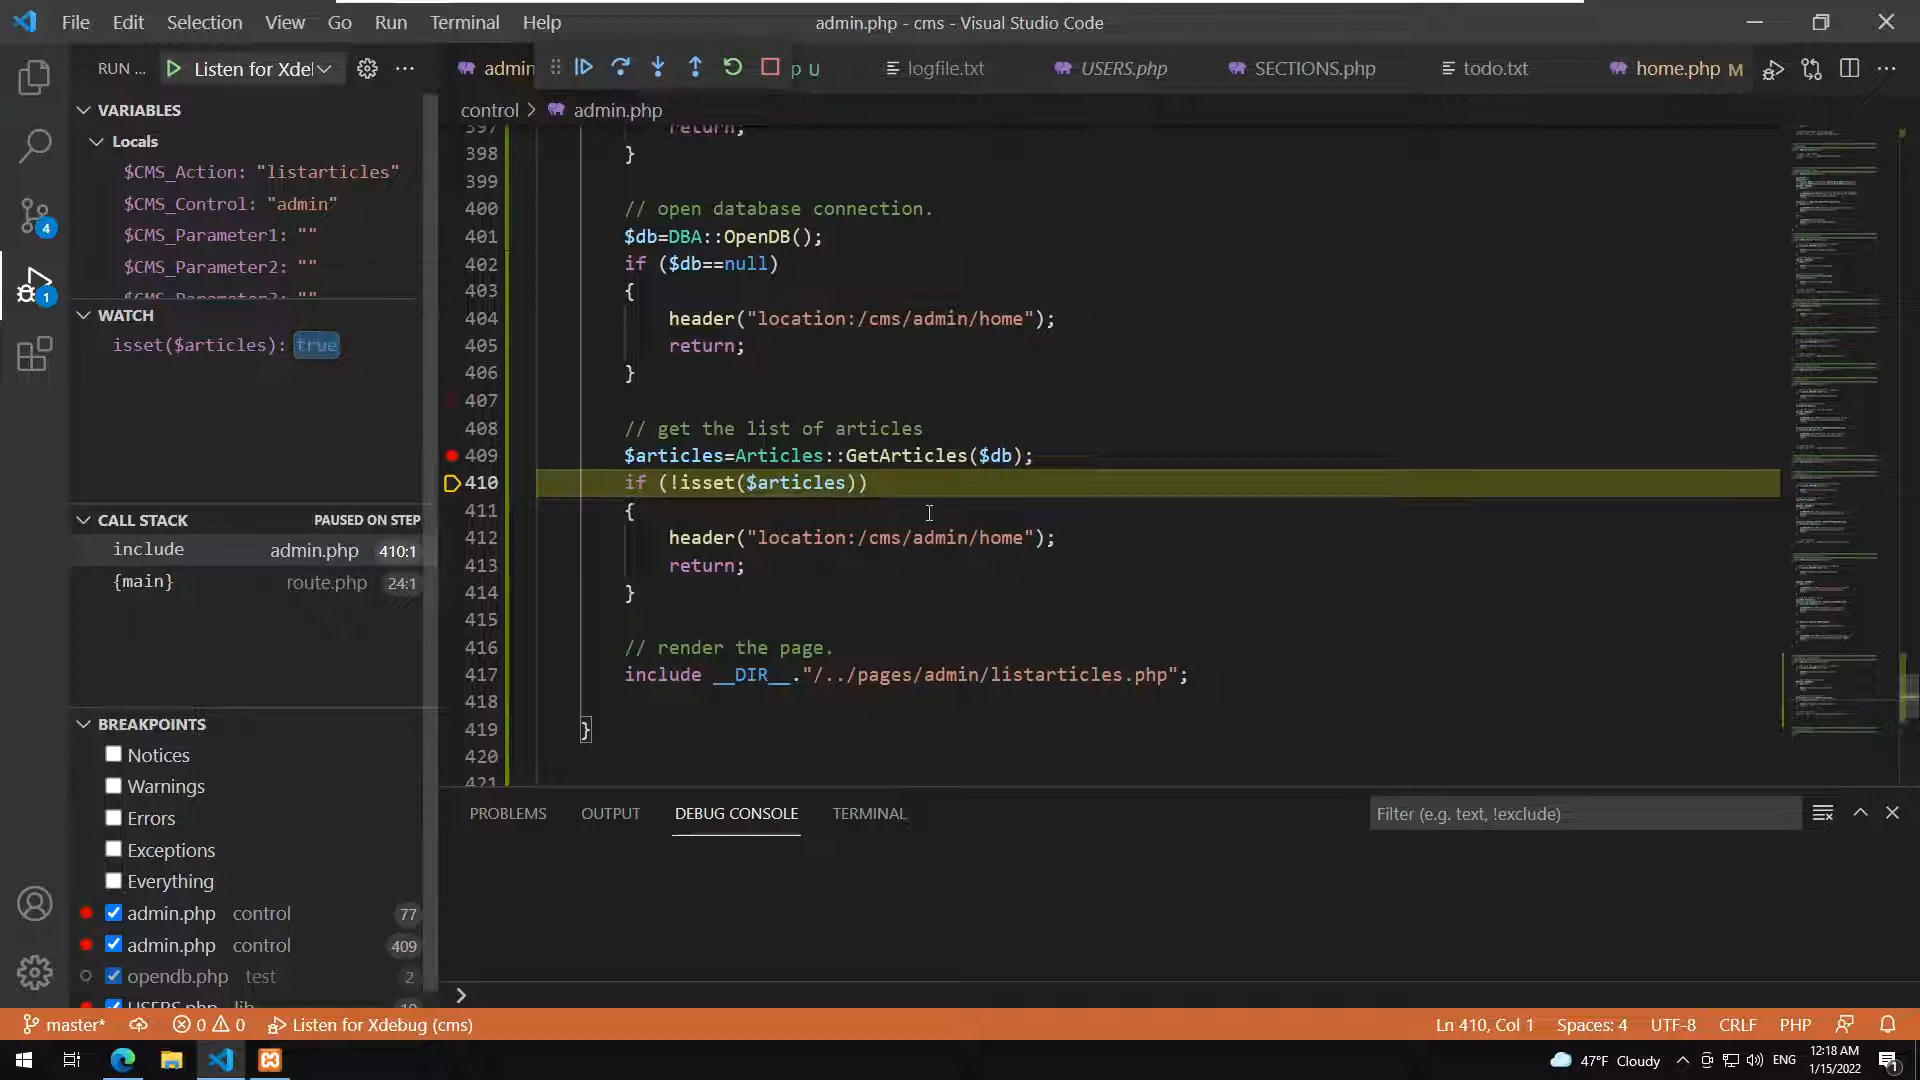 File Edit Selection View Go Run Terminal Help
admin.php - cms - Visual Studio Code
RUN ... Listen for Xdel
admin p U logfile.txt USERS.php SECTIONS.php todo.txt home.php M
VARIABLES
Locals
$CMS_Action: "listarticles"
$CMS_Control: "admin"
$CMS_Parameter1: ""
$CMS_Parameter2: ""
$CMS_Parameter3: ""
WATCH
isset($articles): true
CALL STACK PAUSED ON STEP
include admin.php 410:1
{main} route.php 24:1
BREAKPOINTS
Notices
Warnings
Errors
Exceptions
Everything
admin.php control 77
admin.php control 409
opendb.php test 2
USERS.php lib 10
control > admin.php
397 return;
398 }
399
400 // open database connection.
401 $db=DBA::OpenDB();
402 if ($db==null)
403 {
404 header("location:/cms/admin/home");
405 return;
406 }
407
408 // get the list of articles
409 $articles=Articles::GetArticles($db);
410 if (!isset($articles))
411 {
412 header("location:/cms/admin/home");
413 return;
414 }
415
416 // render the page.
417 include __DIR__."/../pages/admin/listarticles.php";
418
419 }
420
421
PROBLEMS OUTPUT DEBUG CONSOLE TERMINAL Filter (e.g. text, !exclude)
>
master* 0 0 Listen for Xdebug (cms) Ln 410, Col 1 Spaces: 4 UTF-8 CRLF PHP
47°F Cloudy ENG 12:18 AM
1/15/2022